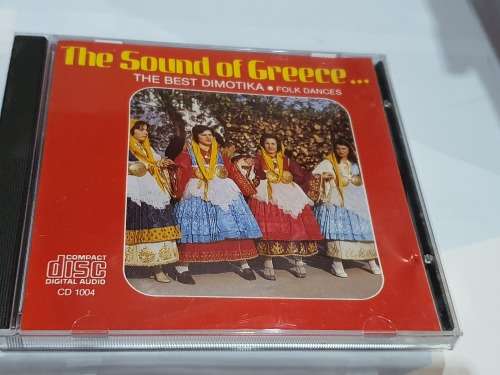 The Sound of Greece...
THE BEST DIMOTIKA • FOLK DANCES
COMPACT
disc
DIGITAL AUDIO
CD 1004